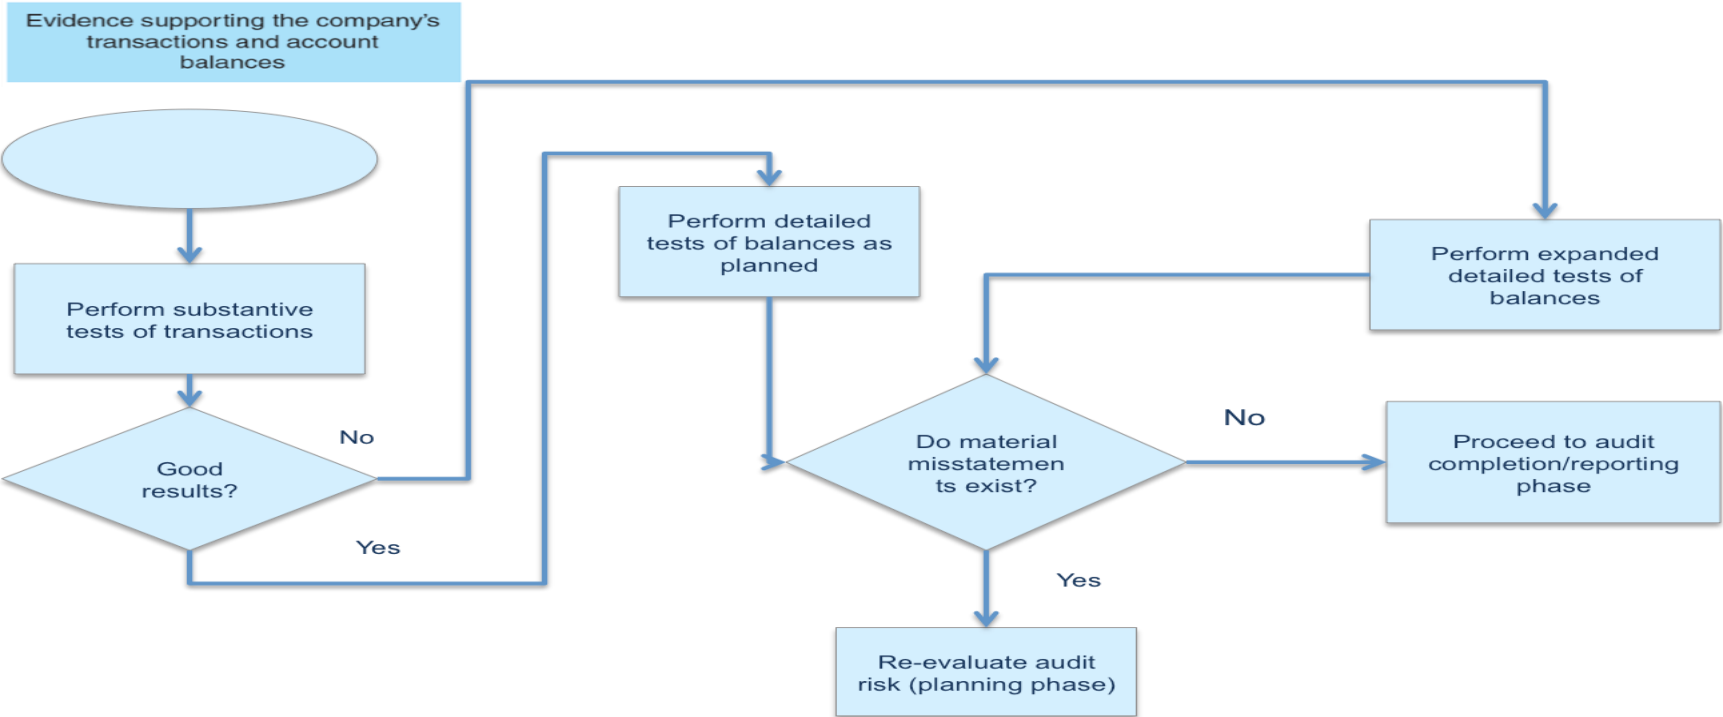 Evidence supporting the company's
transactions and account
balances
Perform substantive
tests of transactions
Good
results?
No
Yes
Perform detailed
tests of balances as
planned
Perform expanded
detailed tests of
balances
Do material
misstatemen
ts exist?
No
Yes
Proceed to audit
completion/reporting
phase
Re-evaluate audit
risk (planning phase)